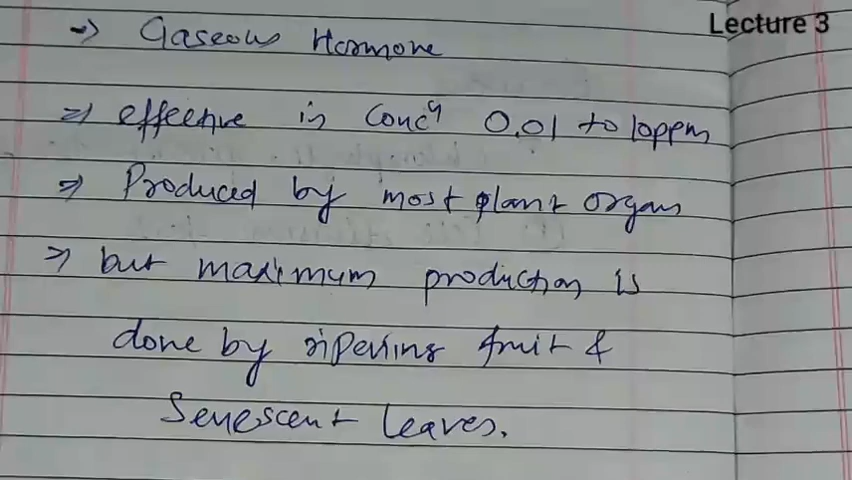 Lecture 3
→ Gaseous Hormone
⇒ effective in Concⁿ 0.01 to 10ppm
⇒ Produced by most plant organ
⇒ but maximum production is
done by ripening fruit &
Senescent leaves.